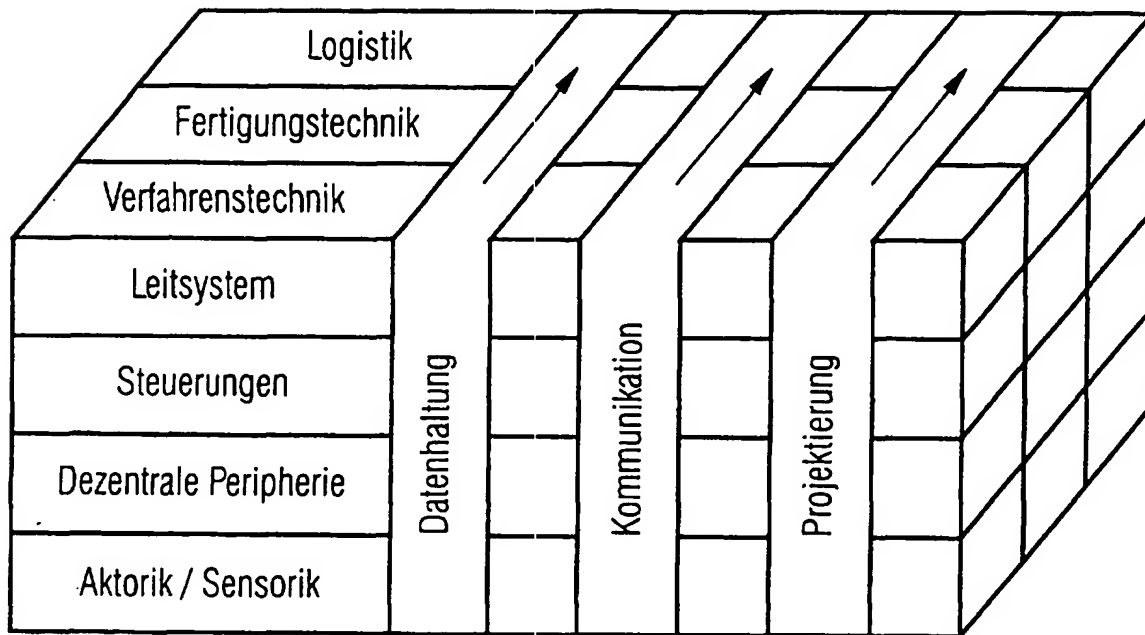 Logistik
Fertigungstechnik
Verfahrenstechnik
Leitsystem
Steuerungen
Dezentrale Peripherie
Aktorik / Sensorik
Datenhaltung
Kommunikation
Projektierung